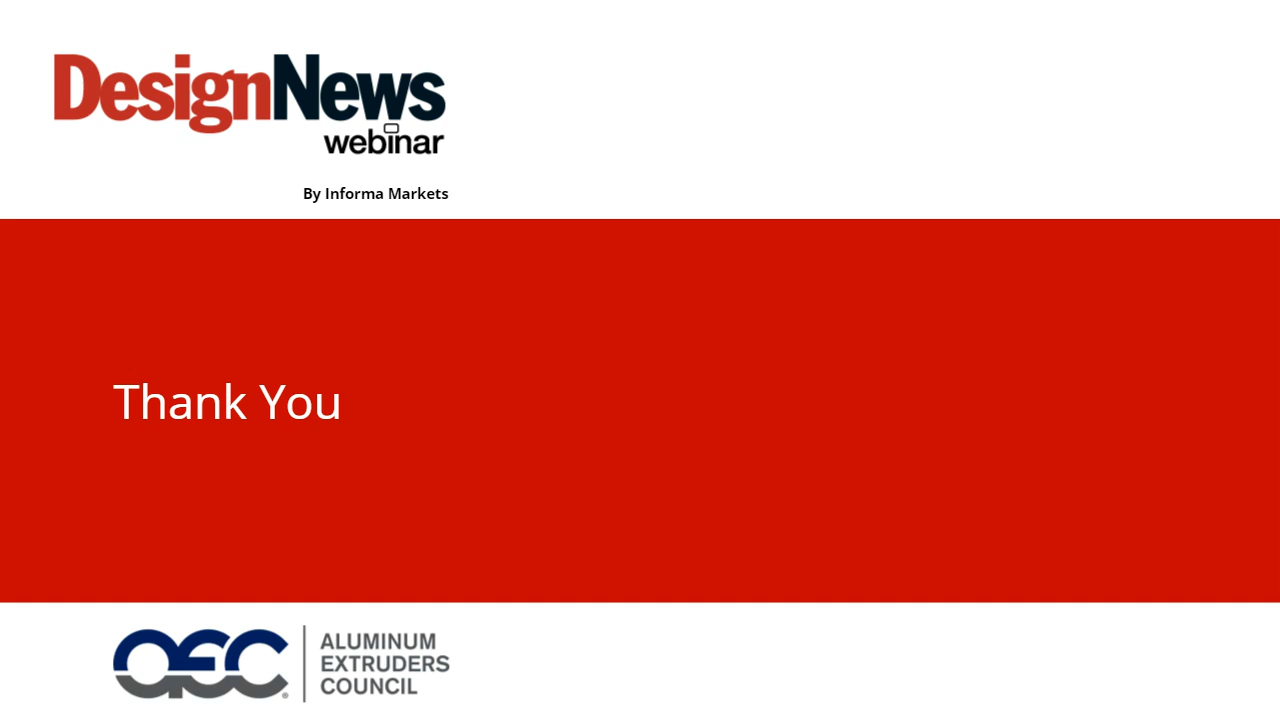 DesignNews
webinar
By Informa Markets
Thank You
AEC®
ALUMINUM
EXTRUDERS
COUNCIL